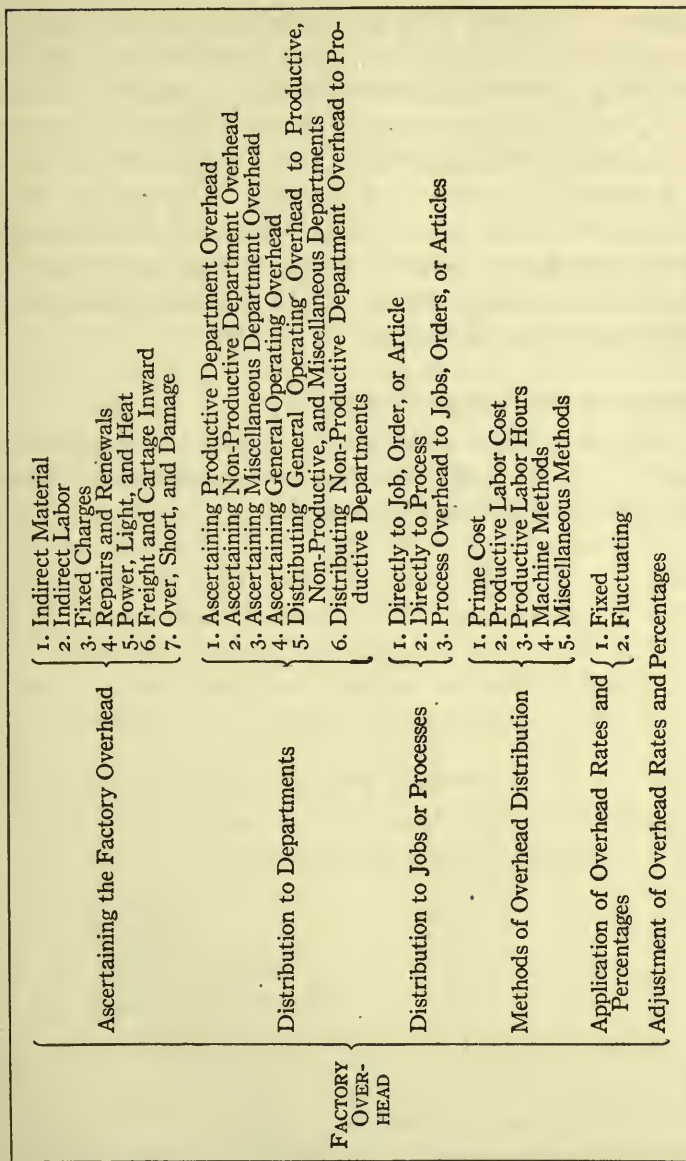 FACTORY
OVER-
HEAD
Ascertaining the Factory Overhead
1. Indirect Material
2. Indirect Labor
3. Fixed Charges
4. Repairs and Renewals
5. Power, Light, and Heat
6. Freight and Cartage Inward
7. Over, Short, and Damage
Distribution to Departments
1. Ascertaining Productive Department Overhead
2. Ascertaining Non-Productive Department Overhead
3. Ascertaining Miscellaneous Department Overhead
4. Ascertaining General Operating Overhead
5. Distributing General Operating Overhead to Productive,
Non-Productive, and Miscellaneous Departments
6. Distributing Non-Productive Department Overhead to Pro-
ductive Departments
Distribution to Jobs or Processes
1. Directly to Job, Order, or Article
2. Directly to Process
3. Process Overhead to Jobs, Orders, or Articles
Methods of Overhead Distribution
1. Prime Cost
2. Productive Labor Cost
3. Productive Labor Hours
4. Machine Methods
5. Miscellaneous Methods
Application of Overhead Rates and
Percentages
1. Fixed
2. Fluctuating
Adjustment of Overhead Rates and Percentages